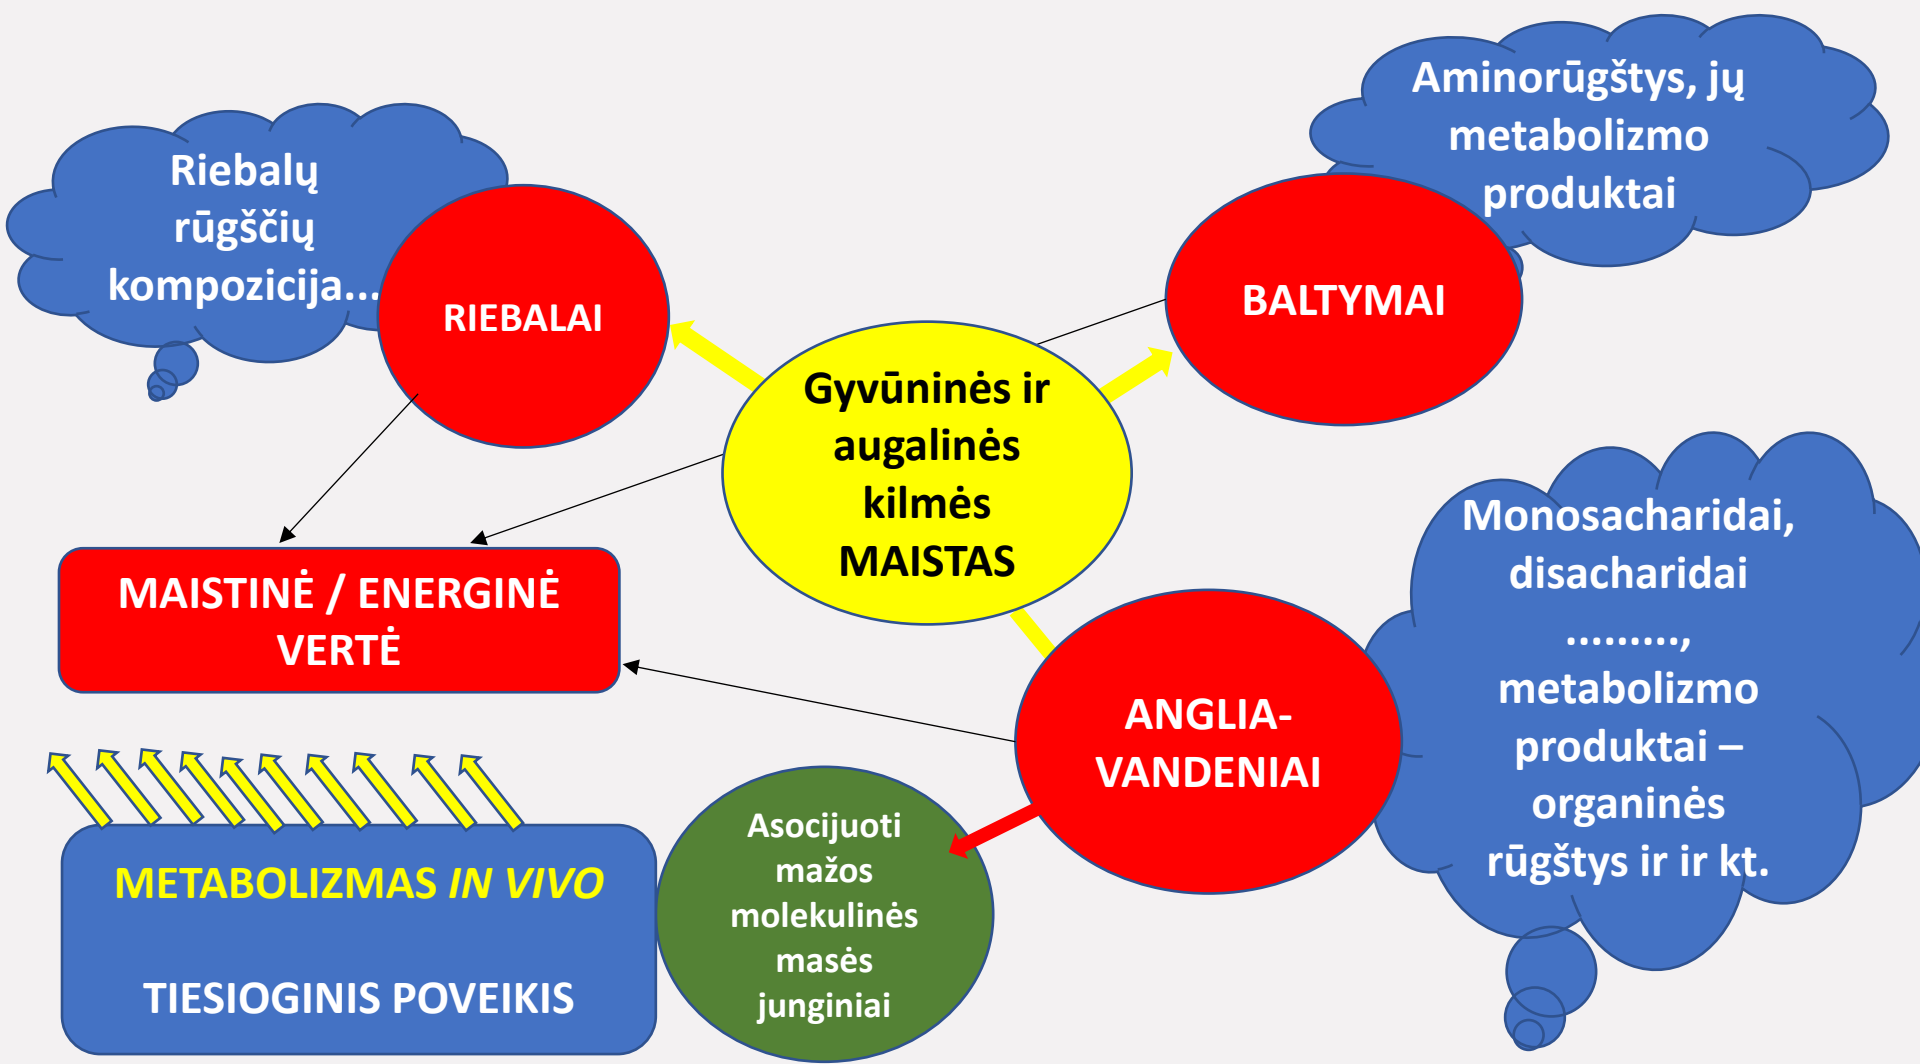 Aminorūgštys, jų
metabolizmo
produktai
Riebalų
rūgščių
kompozicija...
RIEBALAI
BALTYMAI
Gyvūninės ir
augalinės
kilmės
MAISTAS
Monosacharidai,
disacharidai
.........,
metabolizmo
produktai –
organinės
rūgštys ir ir kt.
MAISTINĖ / ENERGINĖ
VERTĖ
ANGLIA-
VANDENIAI
Asocijuoti
mažos
molekulinės
masės
junginiai
METABOLIZMAS IN VIVO
TIESIOGINIS POVEIKIS